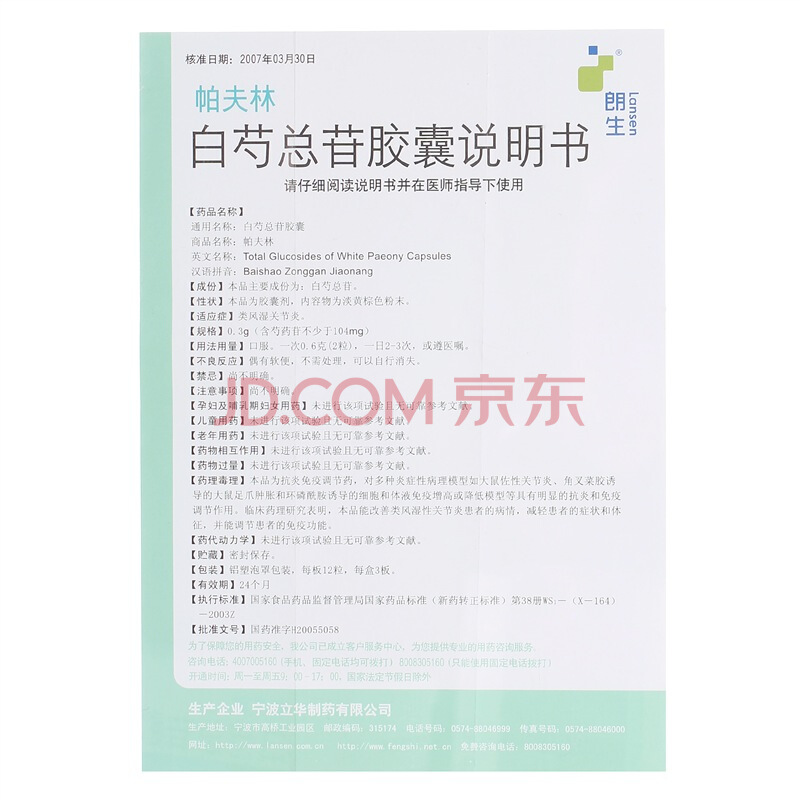 核准日期：2007年03月30日
®
朗生
Lansen
帕夫林
白芍总苷胶囊说明书
请仔细阅读说明书并在医师指导下使用
【药品名称】
通用名称：白芍总苷胶囊
商品名称：帕夫林
英文名称：Total Glucosides of White Paeony Capsules
汉语拼音：Baishao Zonggan Jiaonang
【成份】本品主要成份为：白芍总苷。
【性状】本品为胶囊剂，内容物为淡黄棕色粉末。
【适应症】类风湿关节炎。
【规格】0.3g（含芍药苷不少于104mg）
【用法用量】口服。一次0.6克(2粒)，一日2-3次，或遵医嘱。
【不良反应】偶有软便，不需处理，可以自行消失。
【禁忌】尚不明确。
【注意事项】尚不明确。
【孕妇及哺乳期妇女用药】未进行该项试验且无可靠参考文献。
【儿童用药】未进行该项试验且无可靠参考文献。
【老年用药】未进行该项试验且无可靠参考文献。
【药物相互作用】未进行该项试验且无可靠参考文献。
【药物过量】未进行该项试验且无可靠参考文献。
【药理毒理】本品为抗炎免疫调节药，对多种炎症性病理模型如大鼠佐性关节炎、角叉菜胶诱
导的大鼠足爪肿胀和环磷酰胺诱导的细胞和体液免疫增高或降低模型等具有明显的抗炎和免疫
调节作用。临床药理研究表明，本品能改善类风湿性关节炎患者的病情，减轻患者的症状和体
征，并能调节患者的免疫功能。
【药代动力学】未进行该项试验且无可靠参考文献。
【贮藏】密封保存。
【包装】铝塑泡罩包装，每板12粒，每盒3板。
【有效期】24个月
【执行标准】国家食品药品监督管理局国家药品标准（新药转正标准）第38册WS₁－（X－164）
－2003Z
【批准文号】国药准字H20055058
为了保障您的用药安全，我公司已成立客户服务中心，为您提供专业的用药咨询服务.
咨询电话：4007005160（手机、固定电话均可拨打）8008305160（只能使用固定电话拨打）
开通时间：周一至周五9：00－17：00，国家法定节假日除外
生产企业 宁波立华制药有限公司
生产地址：宁波市高桥工业园区 邮政编码：315174 电话号码：0574-88046999 传真号码：0574-88046000
网址：http://www.lansen.com.cn http://www.fengshi.net.cn 免费咨询电话：8008305160
JD.COM 京东